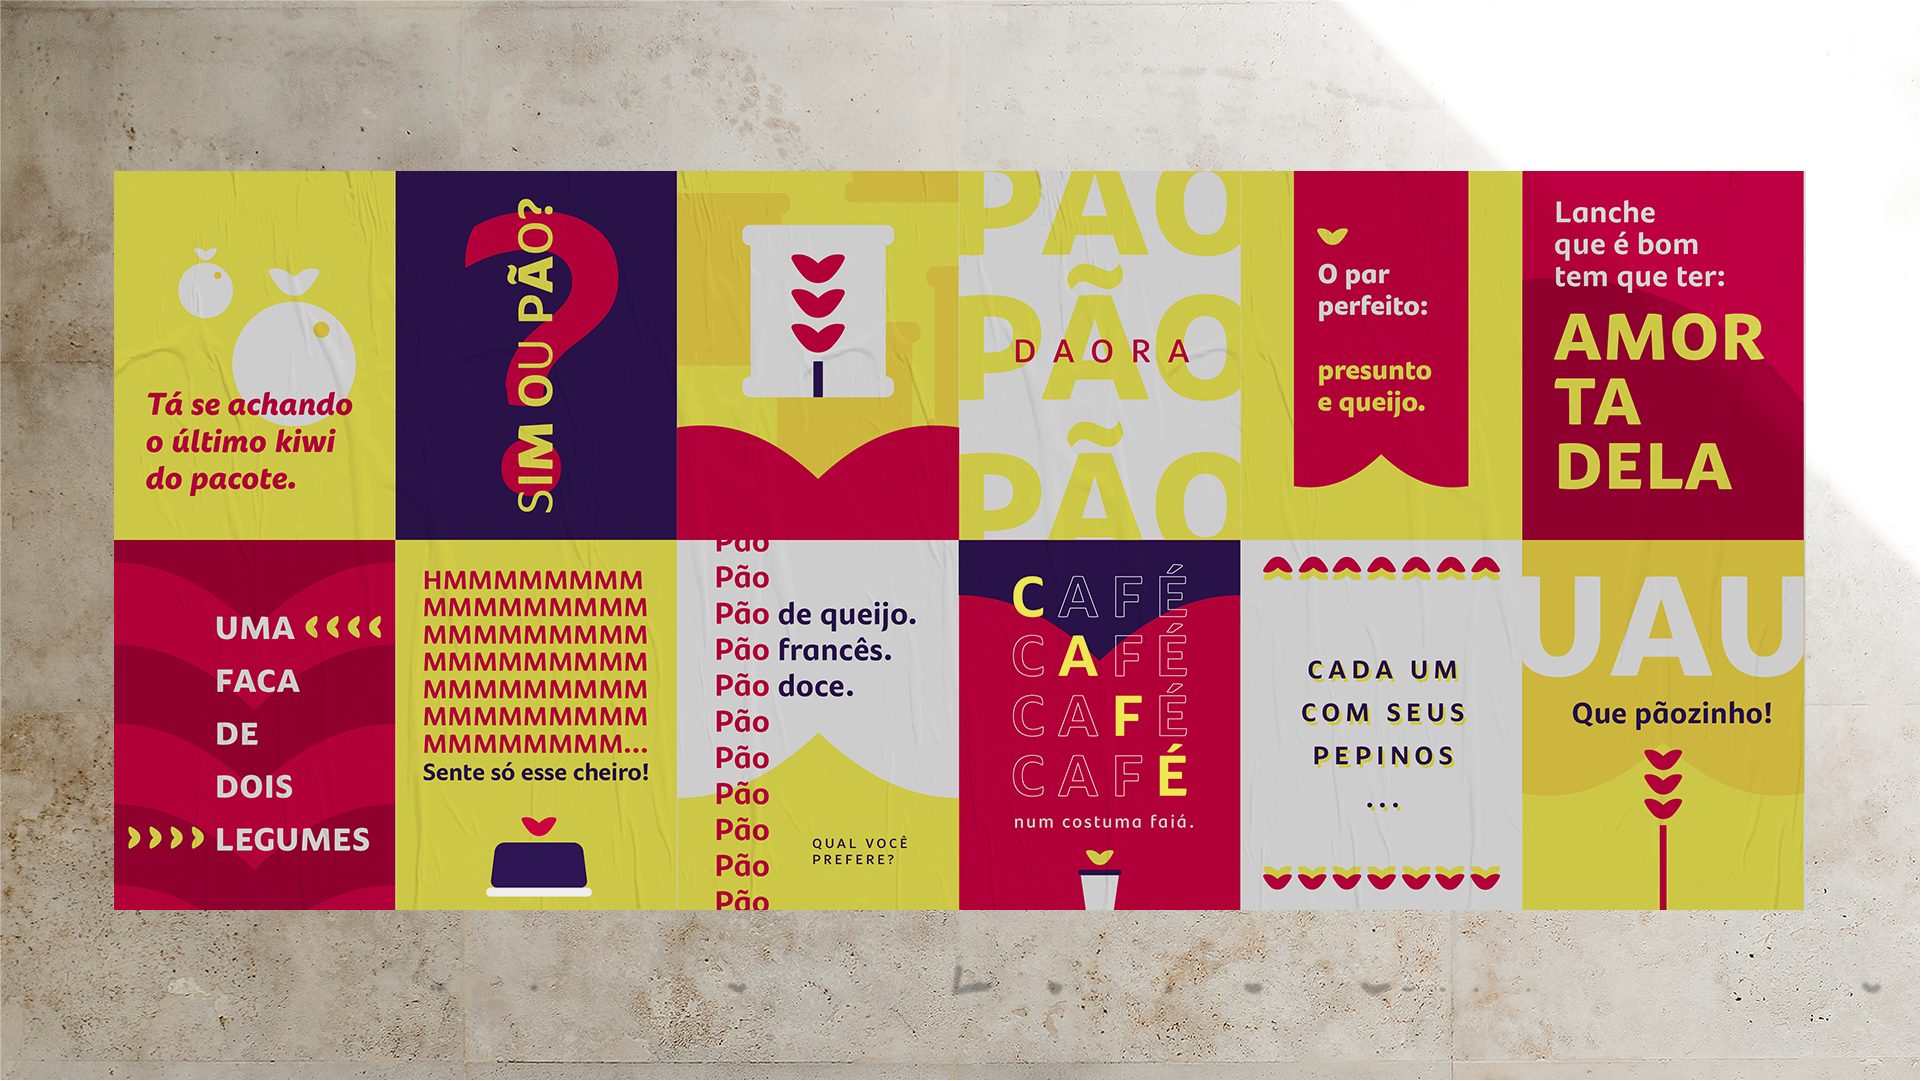 Tá se achando
o último kiwi
do pacote.
SIM OU PÃO?
PÃO
PÃO
DAORA
PÃO
O par
perfeito:
presunto
e queijo.
Lanche
que é bom
tem que ter:
AMOR
TA
DELA
UMA
FACA
DE
DOIS
LEGUMES
HMMMMMMMM
MMMMMMMMM
MMMMMMMMM
MMMMMMMMM
MMMMMMMMM
MMMMMMMMM
MMMMMMMM...
Sente só esse cheiro!
Pão
Pão
Pão de queijo.
Pão francês.
Pão doce.
Pão
Pão
Pão
Pão
Pão
Pão
QUAL VOCÊ
PREFERE?
CAFÉ
CAFÉ
CAFÉ
CAFÉ
num costuma faiá.
CADA UM
COM SEUS
PEPINOS
...
UAU
Que pãozinho!